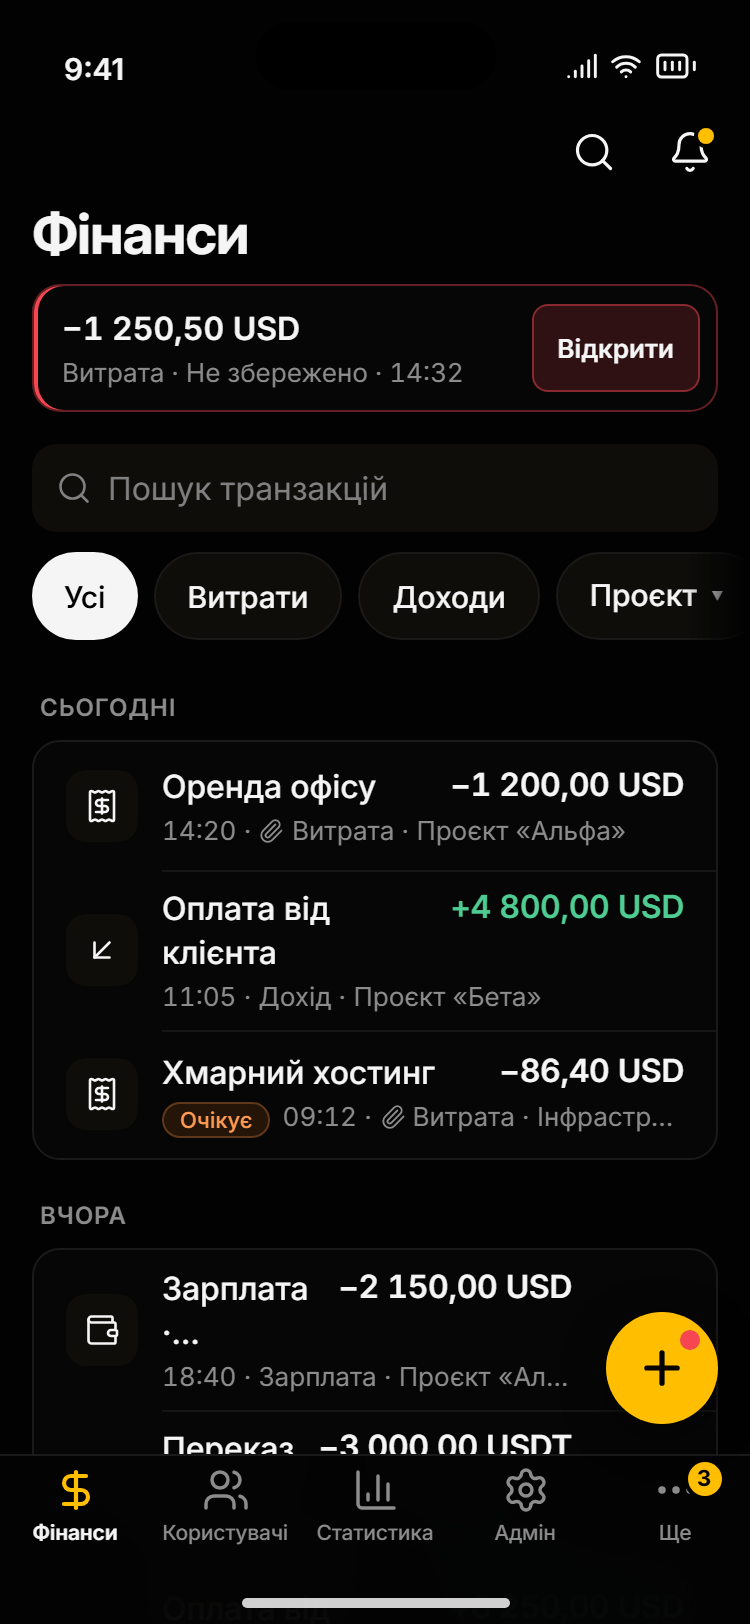 9:41
Фінанси
−1 250,50 USD
Витрата · Не збережено · 14:32
Відкрити
Пошук транзакцій
Усі
Витрати
Доходи
Проєкт ▼
СЬОГОДНІ
Оренда офісу
−1 200,00 USD
14:20 · Витрата · Проєкт «Альфа»
Оплата від
клієнта
+4 800,00 USD
11:05 · Дохід · Проєкт «Бета»
Хмарний хостинг
−86,40 USD
Очікує
09:12 · Витрата · Інфрастр...
ВЧОРА
Зарплата
·...
−2 150,00 USD
18:40 · Зарплата · Проєкт «Ал...
Переказ
−3 000,00 USDT
Фінанси
Користувачі
Статистика
Адмін
Ще
3
Оплата від